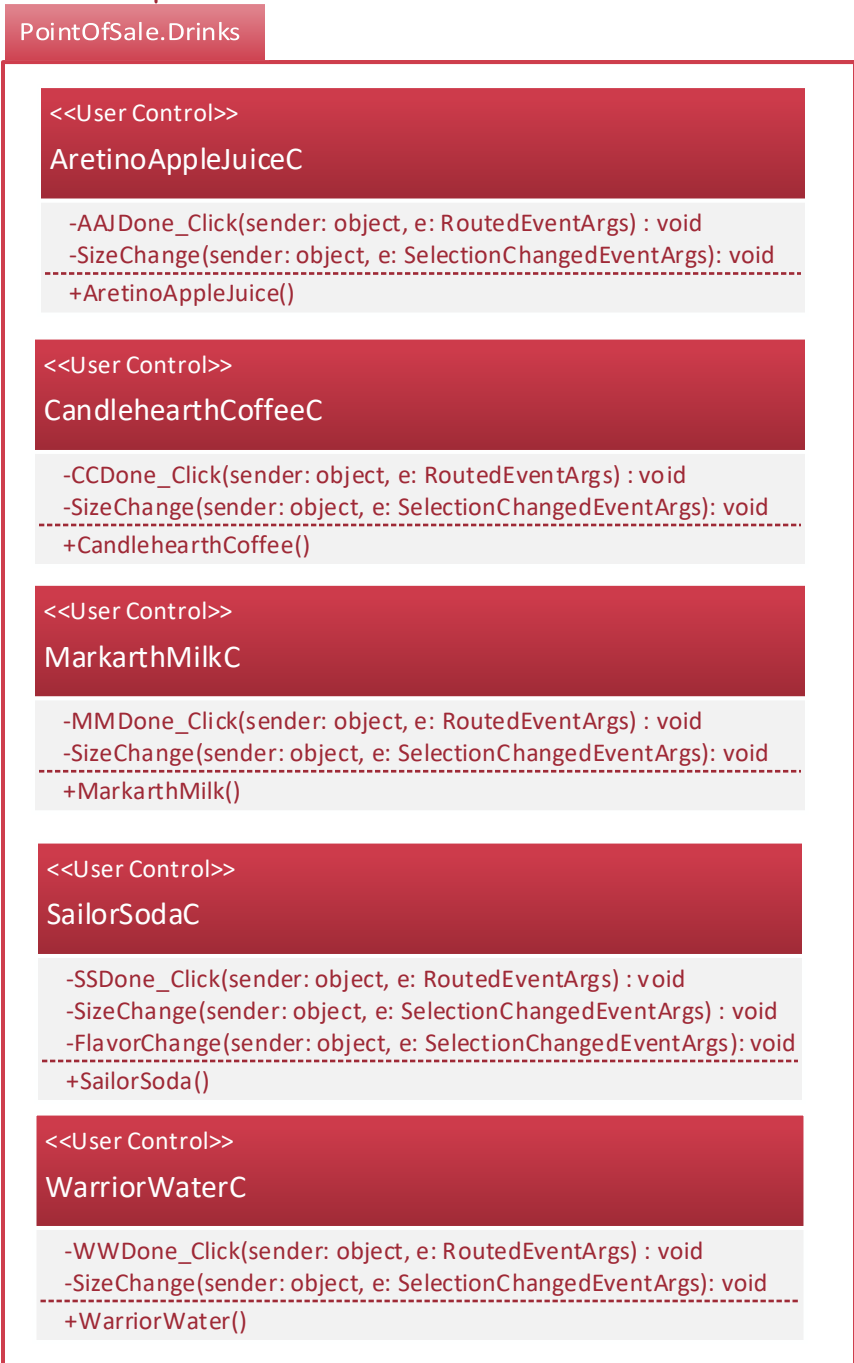 PointOfSale.Drinks
<<User Control>>
AretinoAppleJuiceC
-AAJDone_Click(sender: object, e: RoutedEventArgs) : void
-SizeChange(sender: object, e: SelectionChangedEventArgs): void
+AretinoAppleJuice()
<<User Control>>
CandlehearthCoffeeC
-CCDone_Click(sender: object, e: RoutedEventArgs) : void
-SizeChange(sender: object, e: SelectionChangedEventArgs): void
+CandlehearthCoffee()
<<User Control>>
MarkarthMilkC
-MMDone_Click(sender: object, e: RoutedEventArgs) : void
-SizeChange(sender: object, e: SelectionChangedEventArgs): void
+MarkarthMilk()
<<User Control>>
SailorSodaC
-SSDone_Click(sender: object, e: RoutedEventArgs) : void
-SizeChange(sender: object, e: SelectionChangedEventArgs) : void
-FlavorChange(sender: object, e: SelectionChangedEventArgs): void
+SailorSoda()
<<User Control>>
WarriorWaterC
-WWDone_Click(sender: object, e: RoutedEventArgs) : void
-SizeChange(sender: object, e: SelectionChangedEventArgs): void
+WarriorWater()